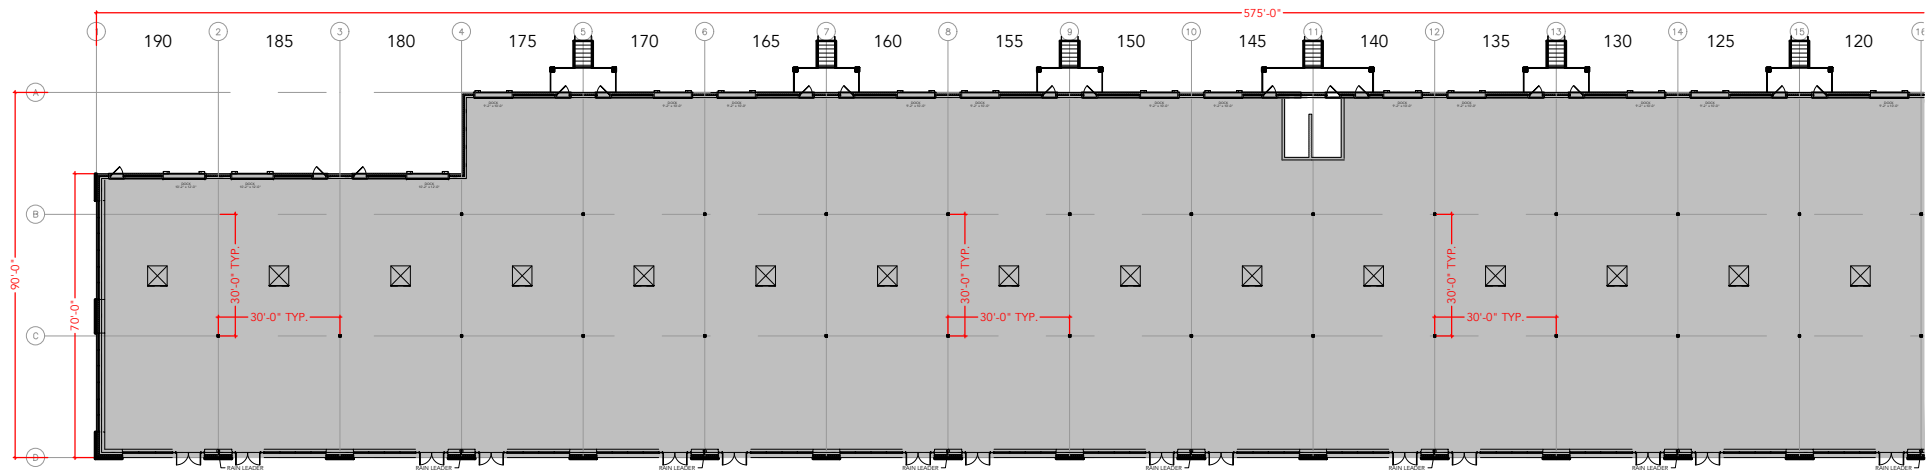 575'-0"
2 3 4 5 6 7 8 9 10 11 12 13 14 15 16
190 185 180 175 170 165 160 155 150 145 140 135 130 125 120
A
B
30'-0" TYP. 30'-0" TYP. 30'-0" TYP.
90'-0"
70'-0"
30'-0" TYP. 30'-0" TYP. 30'-0" TYP.
C
D
RAIN LEADER RAIN LEADER RAIN LEADER RAIN LEADER RAIN LEADER RAIN LEADER RAIN LEADER RAIN LEADER